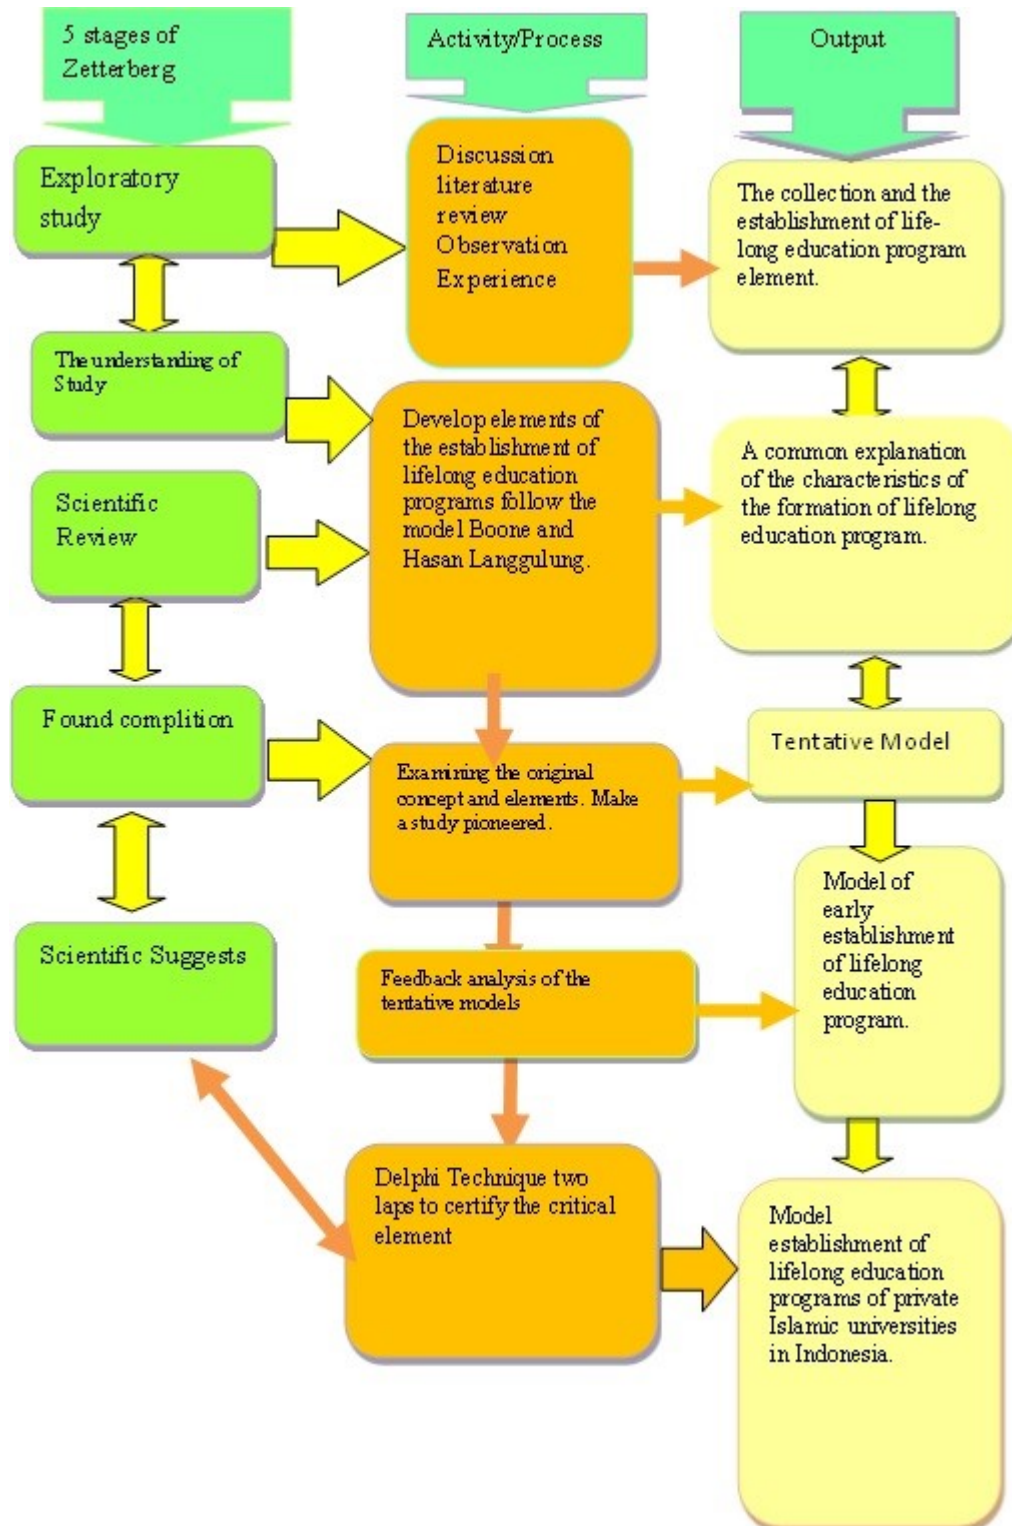 5 stages of
Zetterberg
Activity/Process
Output
Exploratory
study
Discussion
literature
review
Observation
Experience
The collection and the
establishment of life-
long education program
element.
The understanding of
Study
Develop elements of
the establishment of
lifelong education
programs follow the
model Boone and
Hasan Langgulung.
A common explanation
of the characteristics of
the formation of lifelong
education program.
Scientific
Review
Found complition
Examining the original
concept and elements. Make
a study pioneered.
Tentative Model
Scientific Suggests
Feedback analysis of the
tentative models
Model of
early
establishment
of lifelong
education
program.
Delphi Technique two
laps to certify the critical
element
Model
establishment of
lifelong education
programs of private
Islamic universities
in Indonesia.